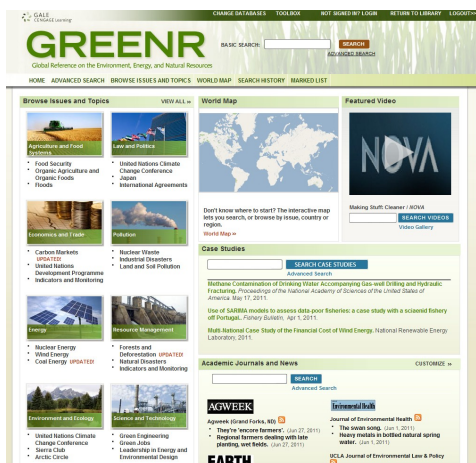 GALE
CENGAGE Learning
CHANGE DATABASES TOOLBOX NOT SIGNED IN? LOGIN RETURN TO LIBRARY LOGOUT>>
GREENR
BASIC SEARCH: SEARCH
ADVANCED SEARCH
Global Reference on the Environment, Energy, and Natural Resources
HOME ADVANCED SEARCH BROWSE ISSUES AND TOPICS WORLD MAP SEARCH HISTORY MARKED LIST
Browse Issues and Topics VIEW ALL »
Agriculture and Food Systems
• Food Security
• Organic Agriculture and
Organic Foods
• Floods
Law and Politics
• United Nations Climate
Change Conference
• Japan
• International Agreements
Economics and Trade
• Carbon Markets
UPDATED!
• United Nations
Development Programme
• Indicators and Monitoring
Pollution
• Nuclear Waste
• Industrial Disasters
• Land and Soil Pollution
Energy
• Nuclear Energy
• Wind Energy
• Coal Energy UPDATED!
Resource Management
• Forests and
Deforestation UPDATED!
• Natural Disasters
• Indicators and Monitoring
Environment and Ecology
• United Nations Climate
Change Conference
• Sierra Club
• Arctic Circle
Science and Technology
• Green Engineering
• Green Jobs
• Leadership in Energy and
Environmental Design
World Map
Don't know where to start? The interactive map
lets you search, or browse by issue, country or
region.
World Map »
Featured Video
NOVA
Making Stuff: Cleaner / NOVA
SEARCH VIDEOS
Video Gallery
Case Studies
SEARCH CASE STUDIES
Advanced Search
Methane Contamination of Drinking Water Accompanying Gas-well Drilling and Hydraulic
Fracturing. Proceedings of the National Academy of Sciences of the United States of
America. May 17, 2011.
Use of SARIMA models to assess data-poor fisheries: a case study with a sciaenid fishery
off Portugal.. Fishery Bulletin, Apr 1, 2011.
Multi-National Case Study of the Financial Cost of Wind Energy. National Renewable Energy
Laboratory, 2011.
Academic Journals and News CUSTOMIZE »
SEARCH
Advanced Search
AGWEEK
Agweek (Grand Forks, ND)
• They're 'encore farmers'. (Jun 27, 2011)
• Regional farmers dealing with late
planting, wet fields. (Jun 27, 2011)
EARTH
Environmental Health
Journal of Environmental Health
• The swan song. (Jun 1, 2011)
• Heavy metals in bottled natural spring
water. (Jun 1, 2011)
UCLA Journal of Environmental Law & Policy